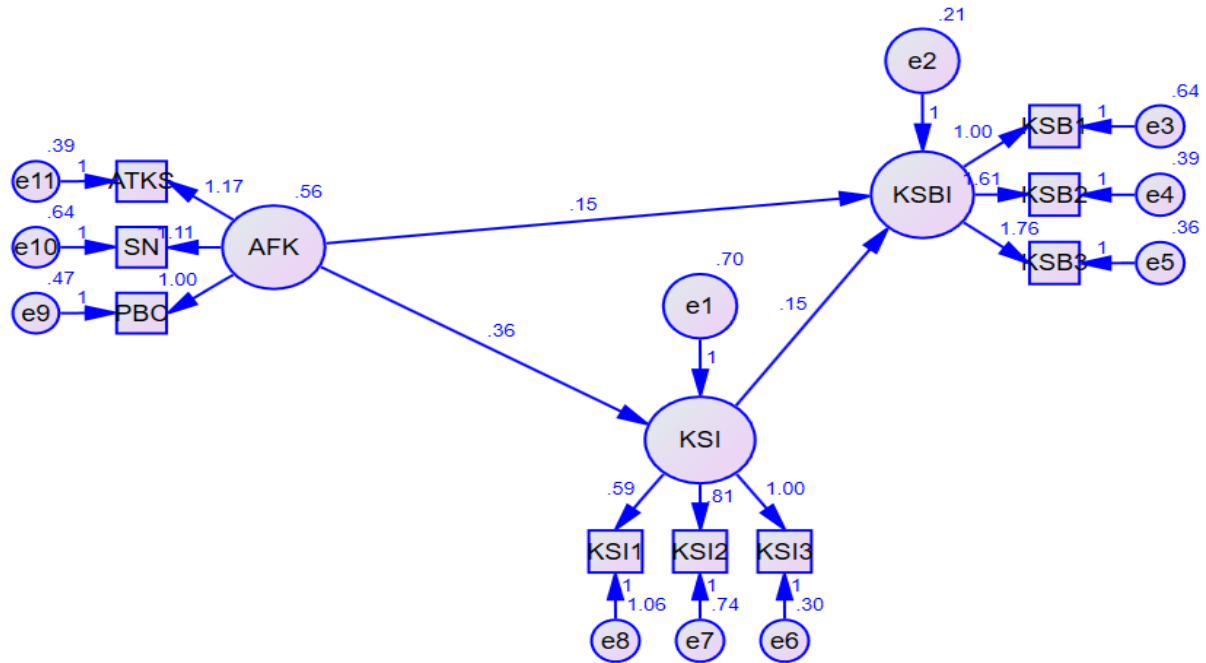 .21
e2
1
.64
1.00
KSB1
1
e3
.39
e11
1
ATKS
1.17
.56
.15
KSBI
1.61
KSB2
1
.39
e4
.64
e10
1
SN
1.11
AFK
1.76
KSB3
1
.36
e5
.47
e9
1
PBC
1.00
.70
e1
1
.15
.36
KSI
.59
.81
1.00
KSI1
KSI2
KSI3
1
1.06
1
.74
1
.30
e8
e7
e6